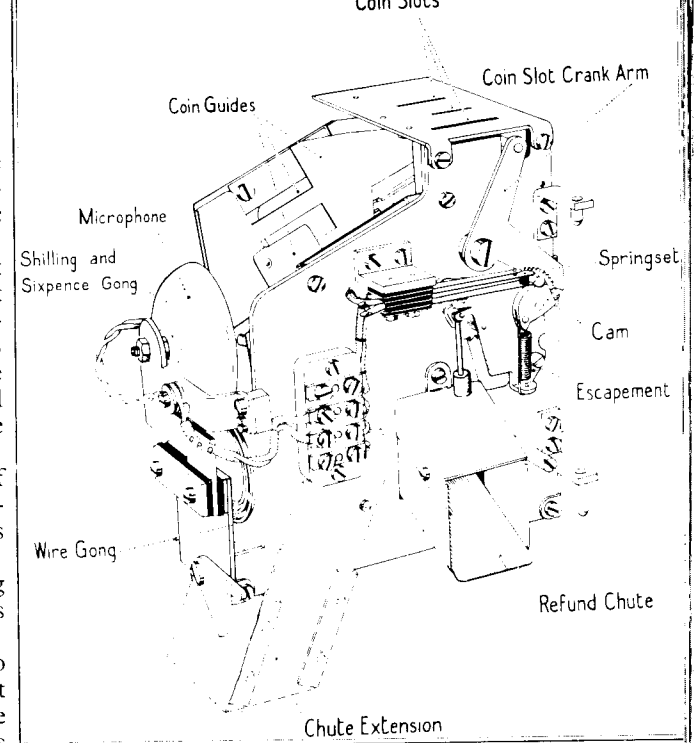 Coin Slots
Coin Slot Crank Arm
Coin Guides
Microphone
Shilling and
Sixpence Gong
Springset
Cam
Escapement
Wire Gong
Refund Chute
Chute Extension